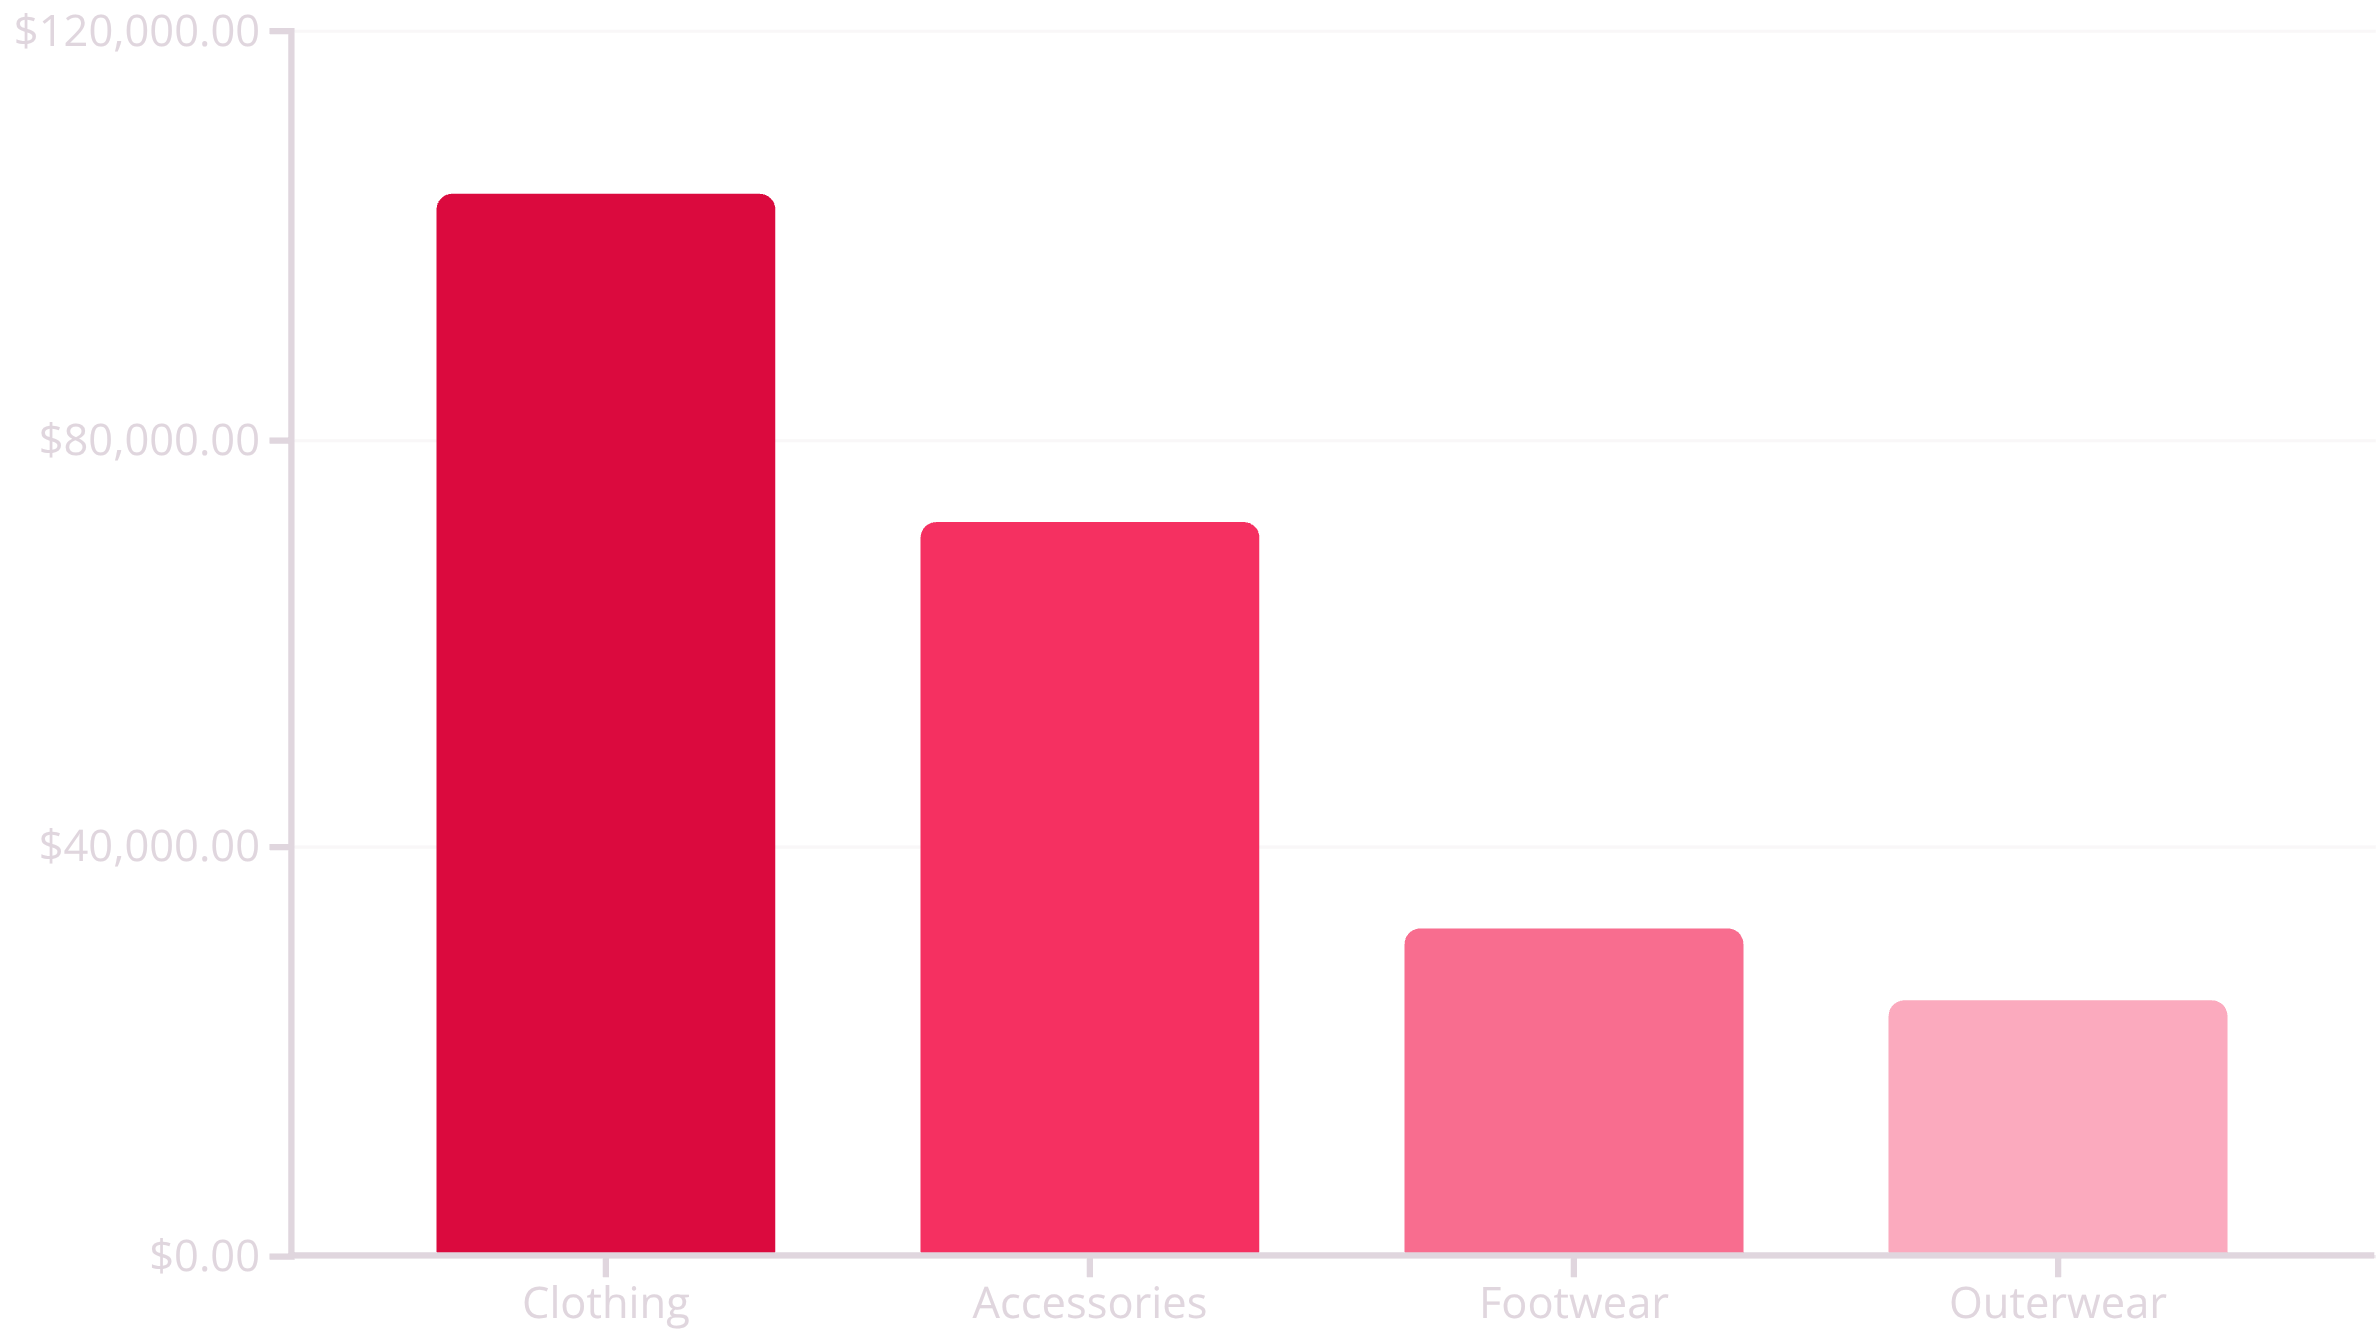 $120,000.00
$80,000.00
$40,000.00
$0.00
Clothing
Accessories
Footwear
Outerwear